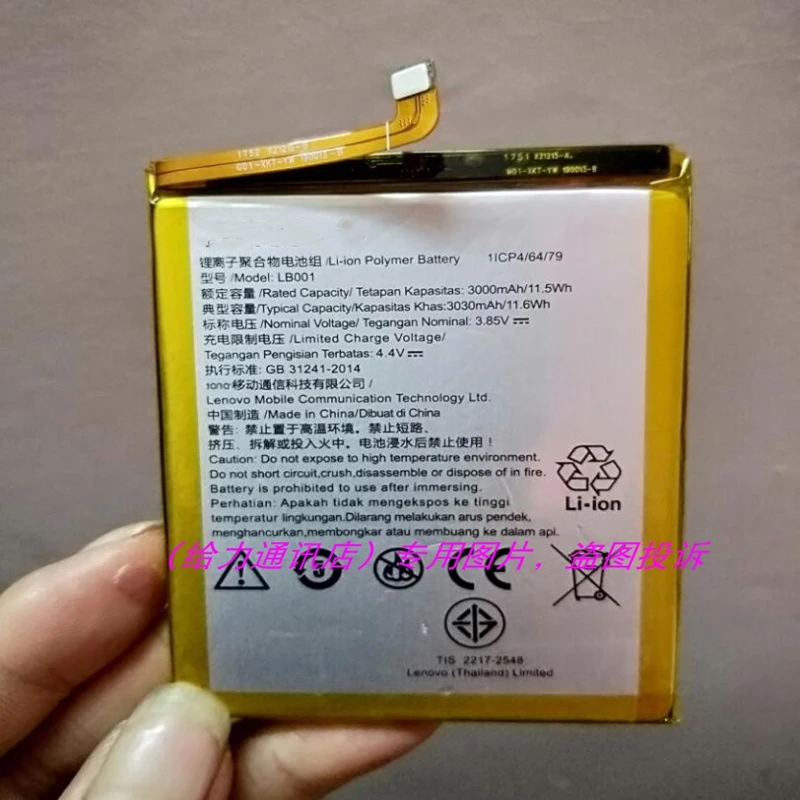 1752 X21215-A
G01-XKT-YW 190013-B
1751 X21215-A.
G01-XKT-YW 190013-B
锂离子聚合物电池组/Li-ion Polymer Battery 1ICP4/64/79
型号/Model: LB001
额定容量/Rated Capacity/ Tetapan Kapasitas: 3000mAh/11.5Wh
典型容量/Typical Capacity/Kapasitas Khas:3030mAh/11.6Wh
标称电压/Nominal Voltage/ Tegangan Nominal: 3.85V
充电限制电压/Limited Charge Voltage/
Tegangan Pengisian Terbatas: 4.4V
执行标准: GB 31241-2014
移动通信科技有限公司/
Lenovo Mobile Communication Technology Ltd.
中国制造/Made in China/Dibuat di China
警告: 禁止置于高温环境. 禁止短路、
挤压、拆解或投入火中. 电池浸水后禁止使用!
Caution: Do not expose to high temperature environment.
Do not short circuit,crush,disassemble or dispose of in fire.
Battery is prohibited to use after immersing.
Perhatian: Apakah tidak mengekspos ke tinggi
temperatur lingkungan.Dilarang melakukan arus pendek,
menghancurkan,membongkar atau membuang ke dalam api.
Li-ion
（给力通讯店）专用图片，盗图投诉
CE
TIS 2217-2548
Lenovo (Thailand) Limited